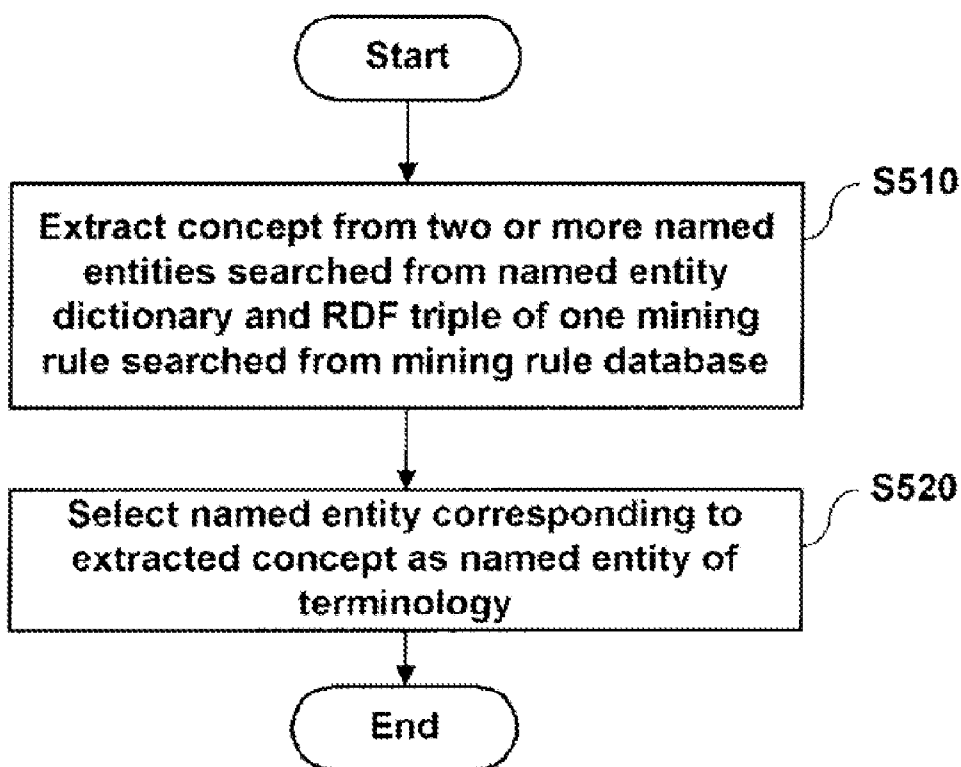 Start
S510
Extract concept from two or more named
entities searched from named entity
dictionary and RDF triple of one mining
rule searched from mining rule database
S520
Select named entity corresponding to
extracted concept as named entity of
terminology
End